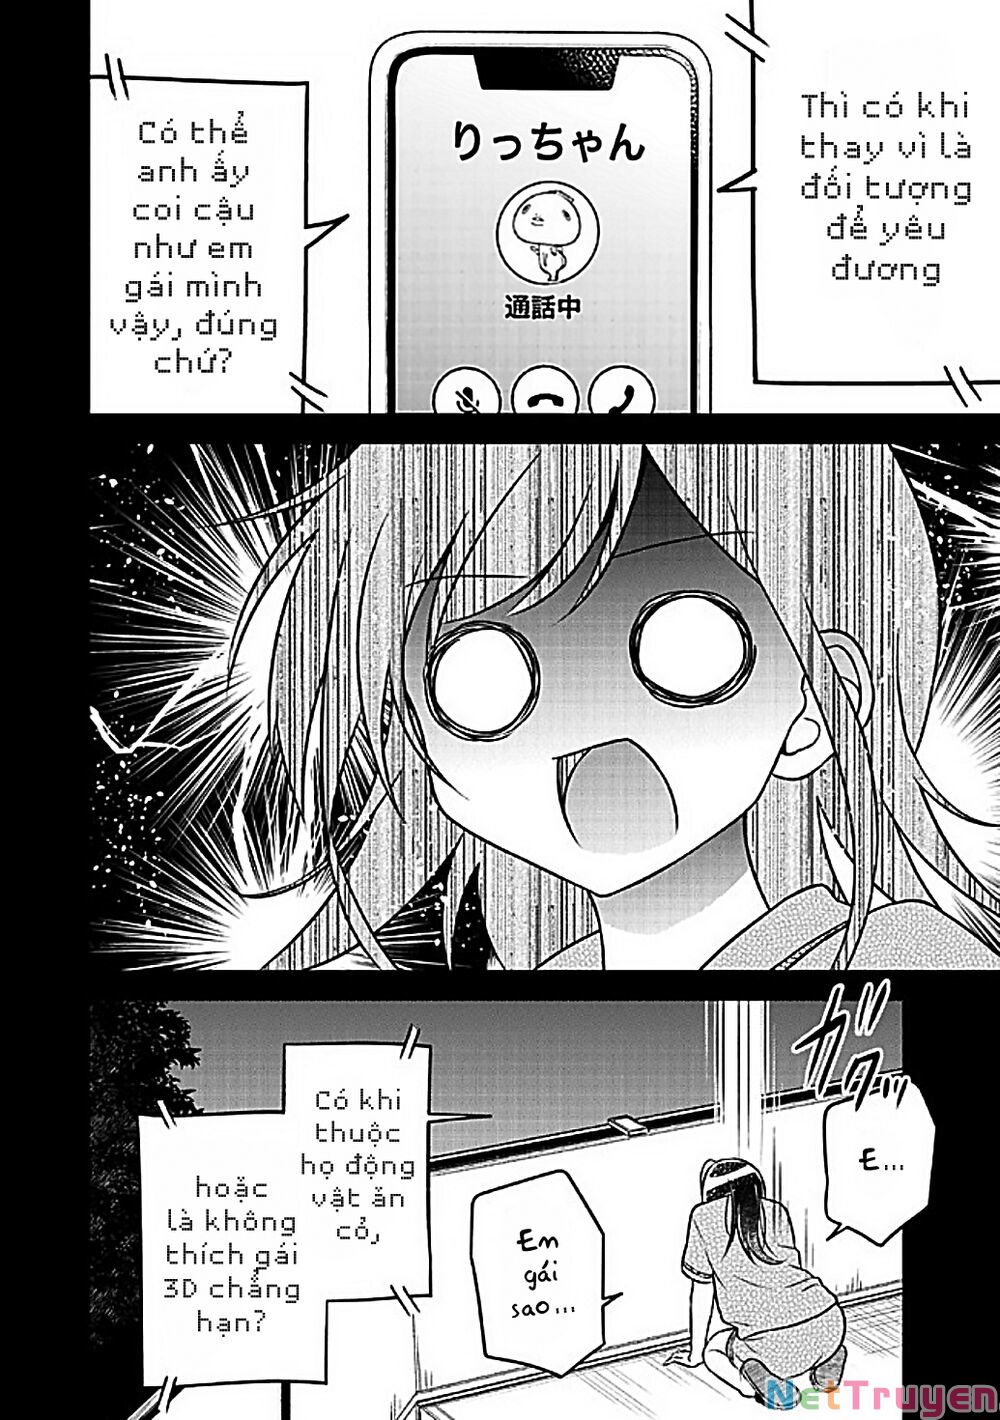 Thì có khi
thay vì là
đối tượng
để yêu
đương
りっちゃん
通話中
Có thể
anh ấy
coi cậu
như em
gái mình
vậy, đúng
chứ?
ガタッ
E...
Em
gái
sao...
Có khi
thuộc
họ động
vật ăn
cỏ,
hoặc
là không
thích gái
3D chẳng
hạn?
NetTruyen